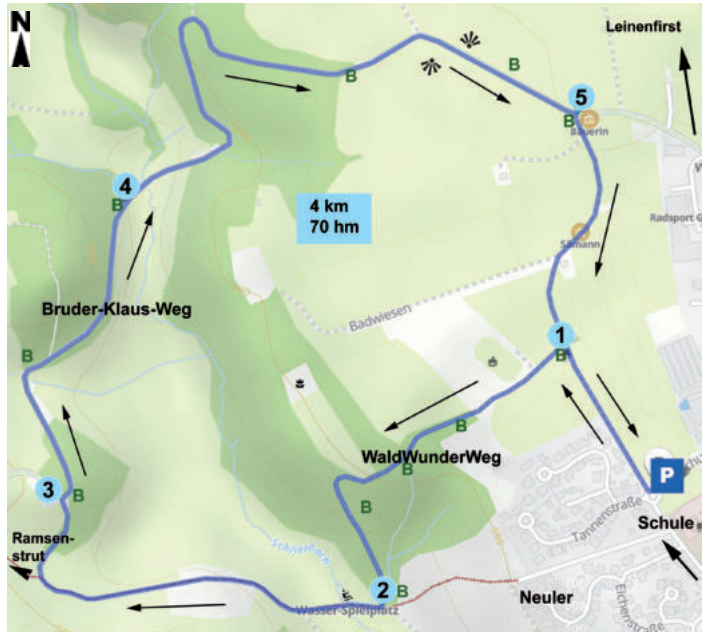 N
Leinenfirst
5
B
B
Bäuerin
4
B
4 km
70 hm
Radsport G
Sämann
Bruder-Klaus-Weg
Badwiesen
1
B
B
B
WaldWunderWeg
B
P
3
B
B
Tannenstraße
Schule
Ramsen-
strut
Schnenbach
2
B
Neuler
Wasser-Spielplatz
Eichenstraße